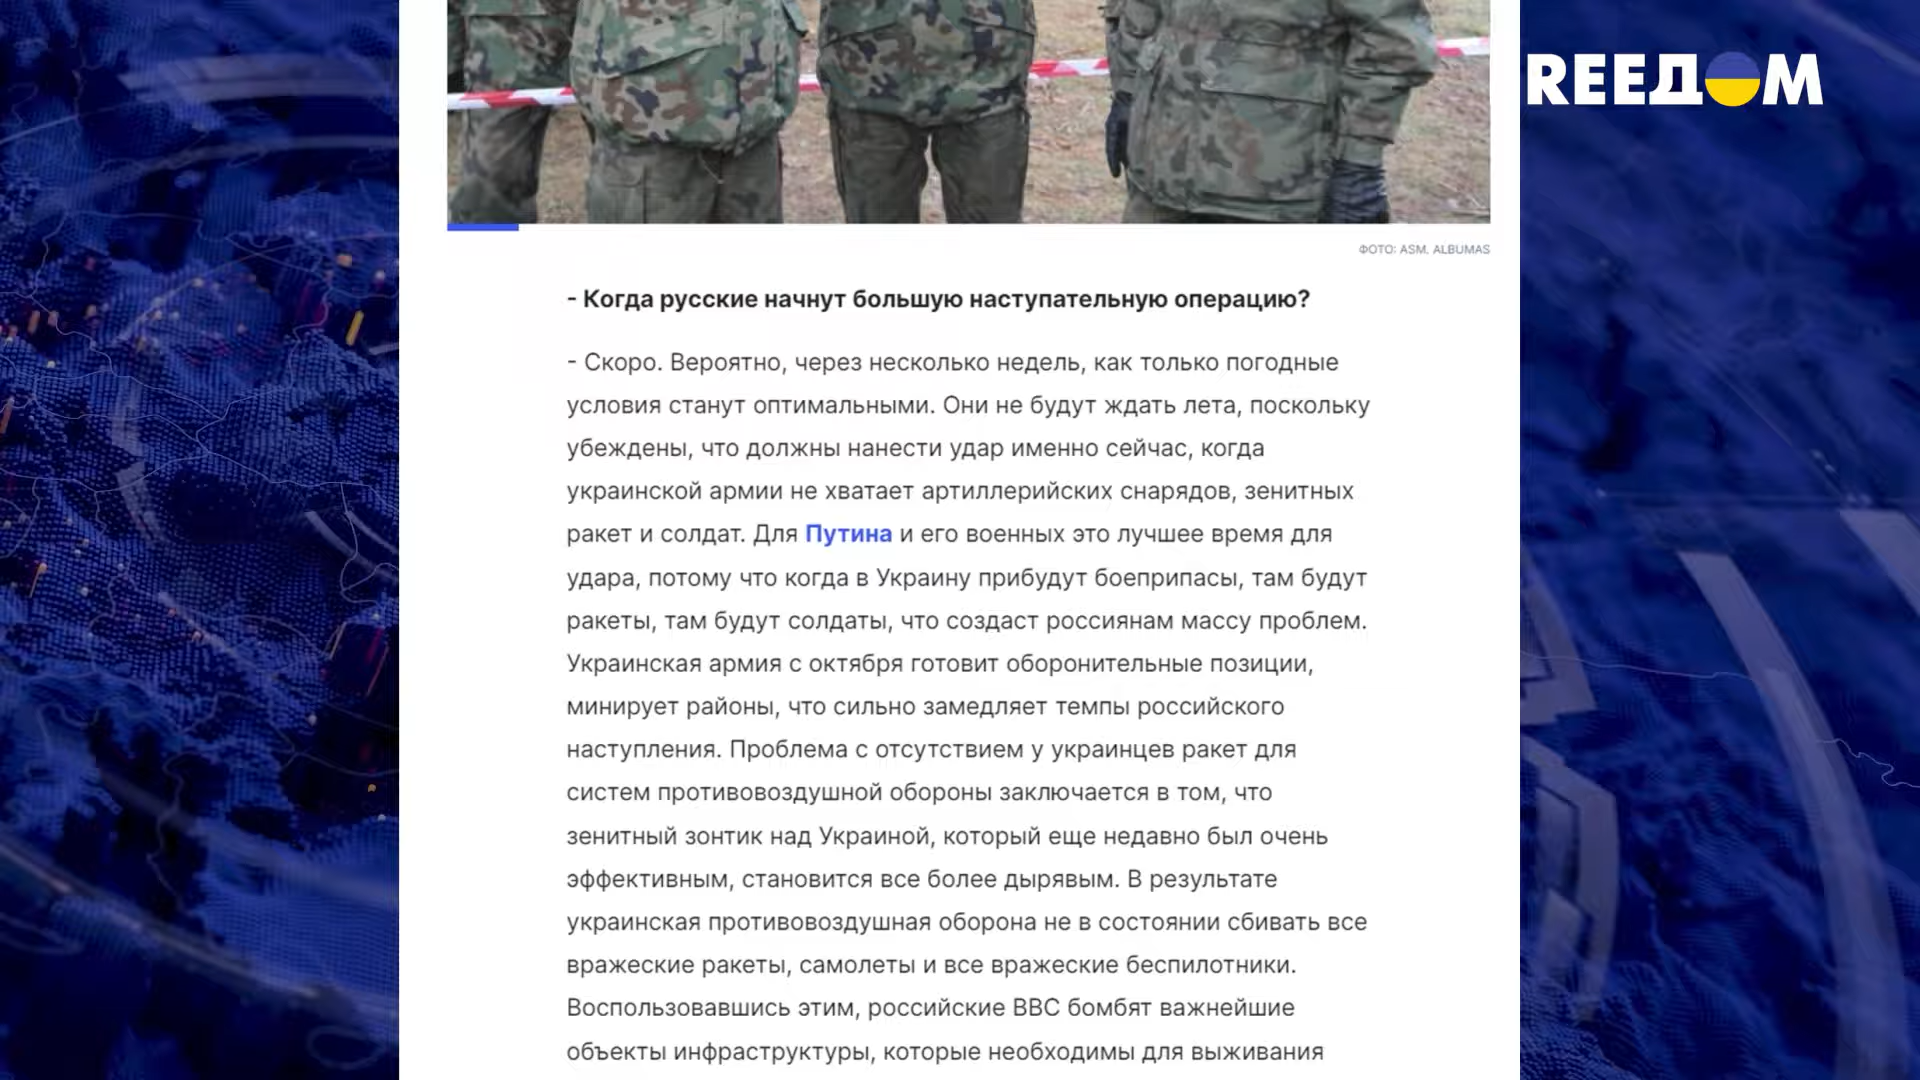 REEДOM
ФОТО: ASM. ALBUMAS
- Когда русские начнут большую наступательную операцию?
- Скоро. Вероятно, через несколько недель, как только погодные
условия станут оптимальными. Они не будут ждать лета, поскольку
убеждены, что должны нанести удар именно сейчас, когда
украинской армии не хватает артиллерийских снарядов, зенитных
ракет и солдат. Для Путина и его военных это лучшее время для
удара, потому что когда в Украину прибудут боеприпасы, там будут
ракеты, там будут солдаты, что создаст россиянам массу проблем.
Украинская армия с октября готовит оборонительные позиции,
минирует районы, что сильно замедляет темпы российского
наступления. Проблема с отсутствием у украинцев ракет для
систем противовоздушной обороны заключается в том, что
зенитный зонтик над Украиной, который еще недавно был очень
эффективным, становится все более дырявым. В результате
украинская противовоздушная оборона не в состоянии сбивать все
вражеские ракеты, самолеты и все вражеские беспилотники.
Воспользовавшись этим, российские ВВС бомбят важнейшие
объекты инфраструктуры, которые необходимы для выживания